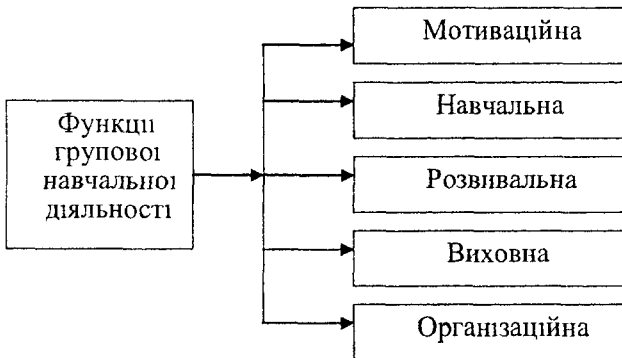 Функції
групової
навчальної
діяльності
Мотиваційна
Навчальна
Розвивальна
Виховна
Організаційна